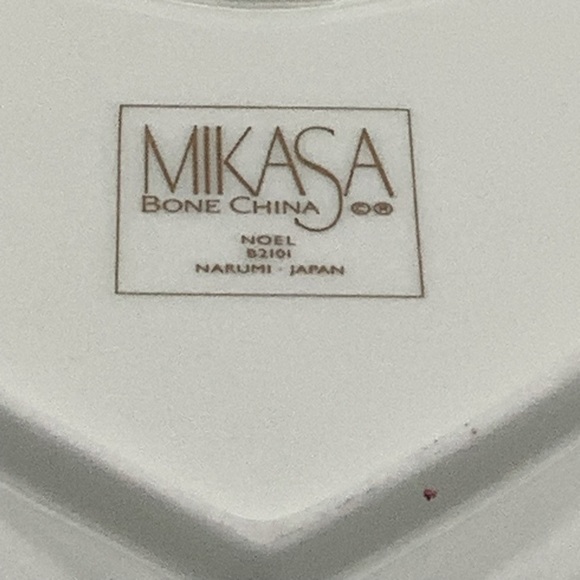 MIKASA
BONE CHINA ©®
NOEL
B2101
NARUMI · JAPAN